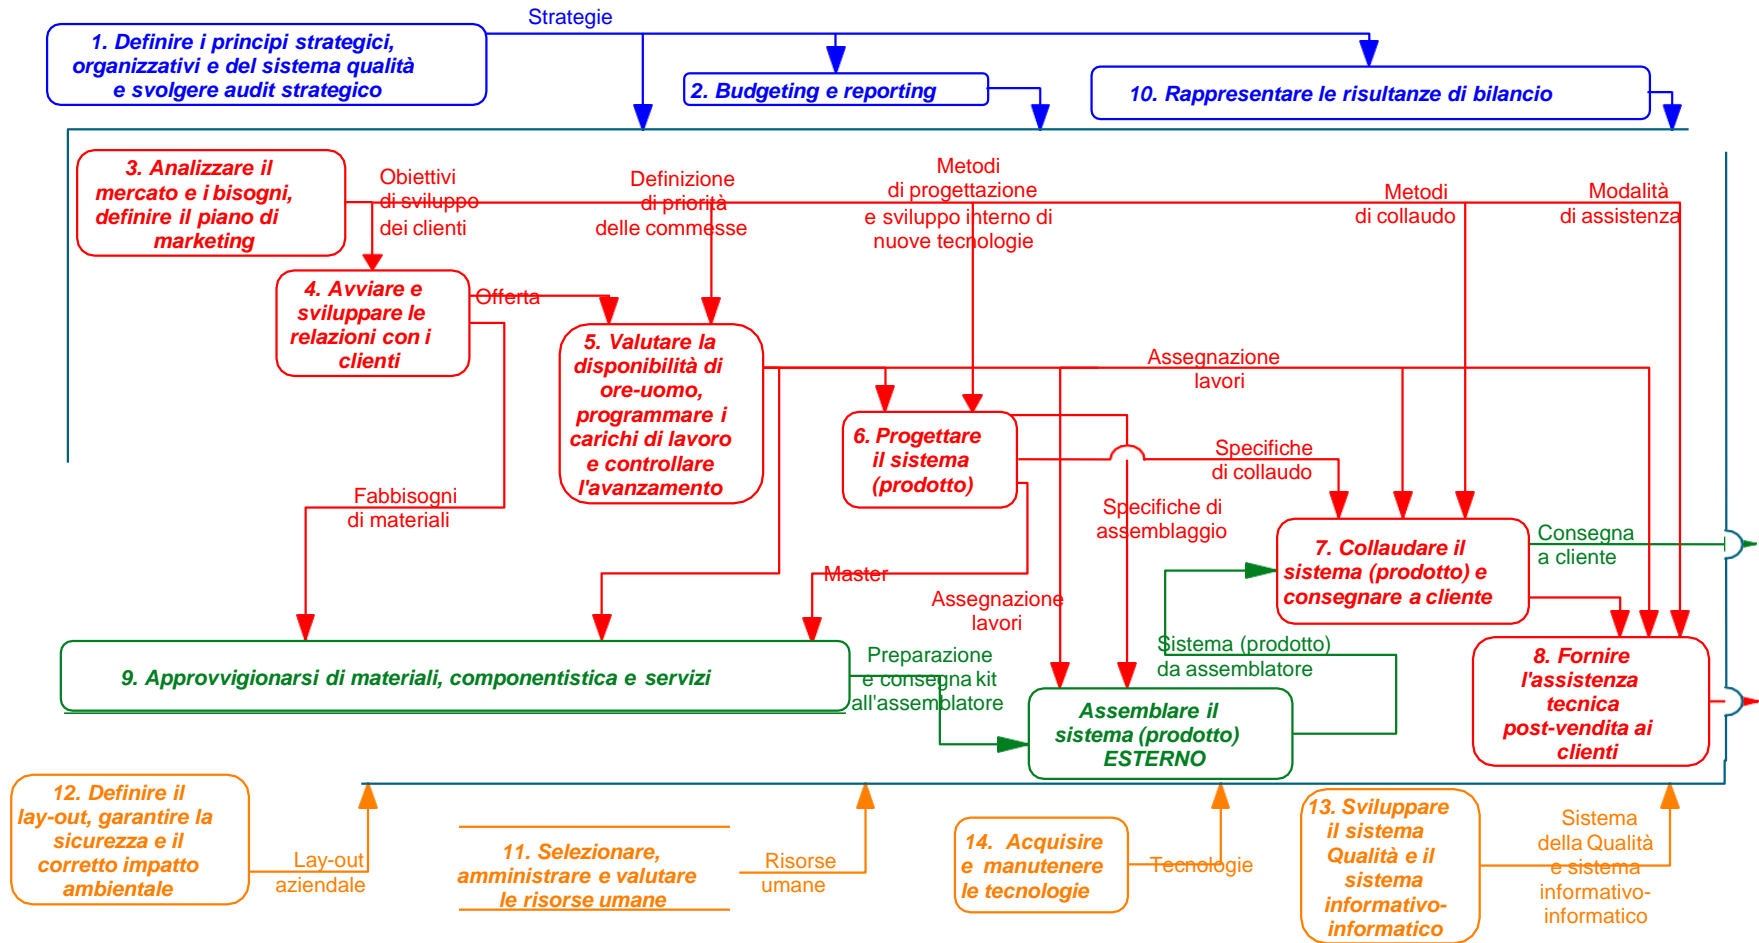 Strategie
1. Definire i principi strategici,
organizzativi e del sistema qualità
e svolgere audit strategico
2. Budgeting e reporting
10. Rappresentare le risultanze di bilancio
3. Analizzare il
mercato e i bisogni,
definire il piano di
marketing
Obiettivi
di sviluppo
dei clienti
Definizione
di priorità
delle commesse
Metodi
di progettazione
e sviluppo interno di
nuove tecnologie
Metodi
di collaudo
Modalità
di assistenza
4. Avviare e
sviluppare le
relazioni con i
clienti
Offerta
5. Valutare la
disponibilità di
ore-uomo,
programmare i
carichi di lavoro
e controllare
l'avanzamento
Assegnazione
lavori
6. Progettare
il sistema
(prodotto)
Specifiche
di collaudo
Fabbisogni
di materiali
Specifiche di
assemblaggio
7. Collaudare il
sistema (prodotto) e
consegnare a cliente
Consegna
a cliente
Master
Assegnazione
lavori
9. Approvvigionarsi di materiali, componentistica e servizi
Preparazione
e consegna kit
all'assemblatore
Sistema (prodotto)
da assemblatore
8. Fornire
l'assistenza
tecnica
post-vendita ai
clienti
Assemblare il
sistema (prodotto)
ESTERNO
12. Definire il
lay-out, garantire la
sicurezza e il
corretto impatto
ambientale
Lay-out
aziendale
11. Selezionare,
amministrare e valutare
le risorse umane
Risorse
umane
14. Acquisire
e manutenere
le tecnologie
Tecnologie
13. Sviluppare
il sistema
Qualità e il
sistema
informativo-
informatico
Sistema
della Qualità
e sistema
informativo-
informatico